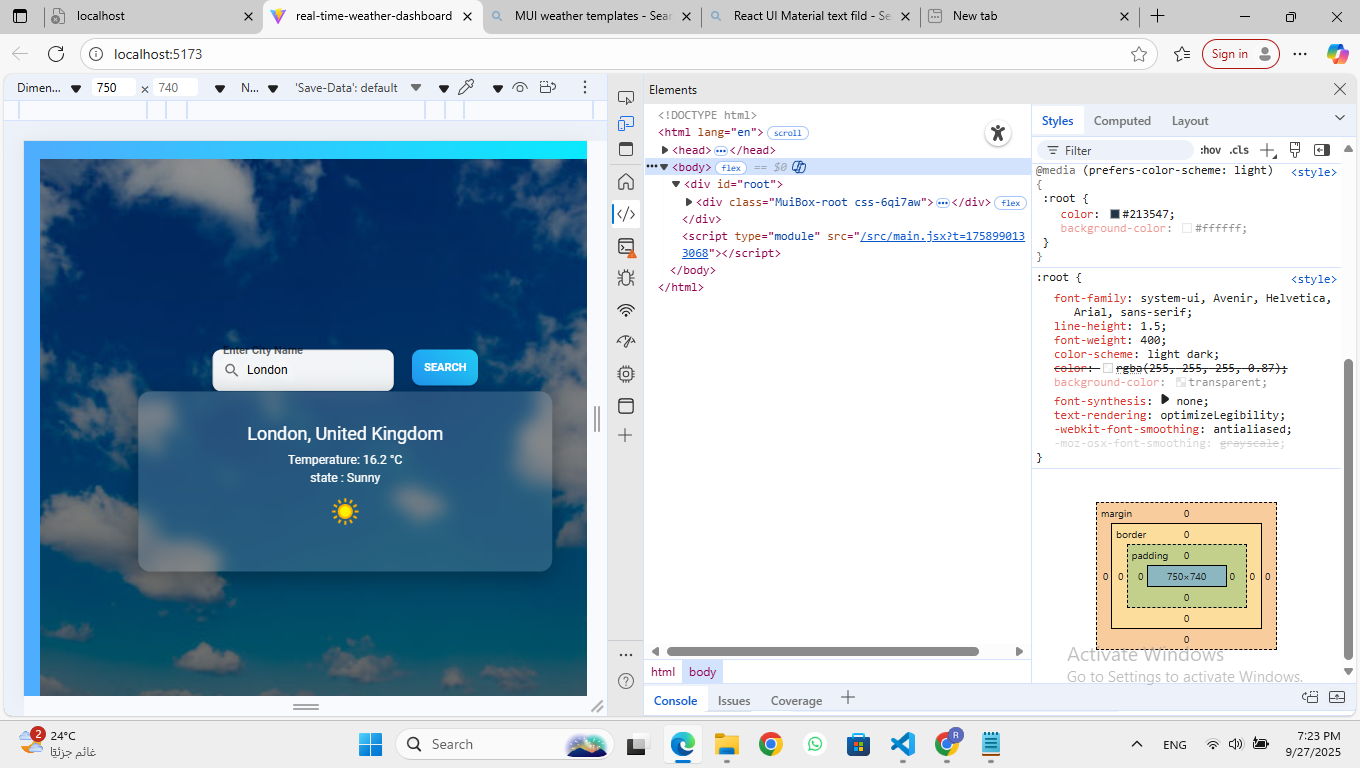 localhost
real-time-weather-dashboard
MUI weather templates - Sear
React UI Material text fild - Se
New tab
localhost:5173
Sign in
Dimen... 750 × 740 N... 'Save-Data': default
Elements
<!DOCTYPE html>
<html lang="en"> scroll
<head> ••• </head>
••• <body> flex == $0
<div id="root">
<div class="MuiBox-root css-6qi7aw"> ••• </div> flex
</div>
<script type="module" src="/src/main.jsx?t=175899013
3068"></script>
</body>
</html>
html body
Console Issues Coverage
Styles Computed Layout
Filter :hov .cls
@media (prefers-color-scheme: light) <style>
{
:root {
color: #213547;
background-color: #ffffff;
}
}
:root { <style>
font-family: system-ui, Avenir, Helvetica,
Arial, sans-serif;
line-height: 1.5;
font-weight: 400;
color-scheme: light dark;
color: rgba(255, 255, 255, 0.87);
background-color: transparent;
font-synthesis: none;
text-rendering: optimizeLegibility;
-webkit-font-smoothing: antialiased;
-moz-osx-font-smoothing: grayscale;
}
margin 0
border 0
padding 0
0 0 0 750×740 0 0 0
0
0
0
Enter City Name
London
SEARCH
London, United Kingdom
Temperature: 16.2 °C
state : Sunny
Activate Windows
Go to Settings to activate Windows.
2
24°C
غائم جزئيًا
Search
R
ENG
7:23 PM
9/27/2025